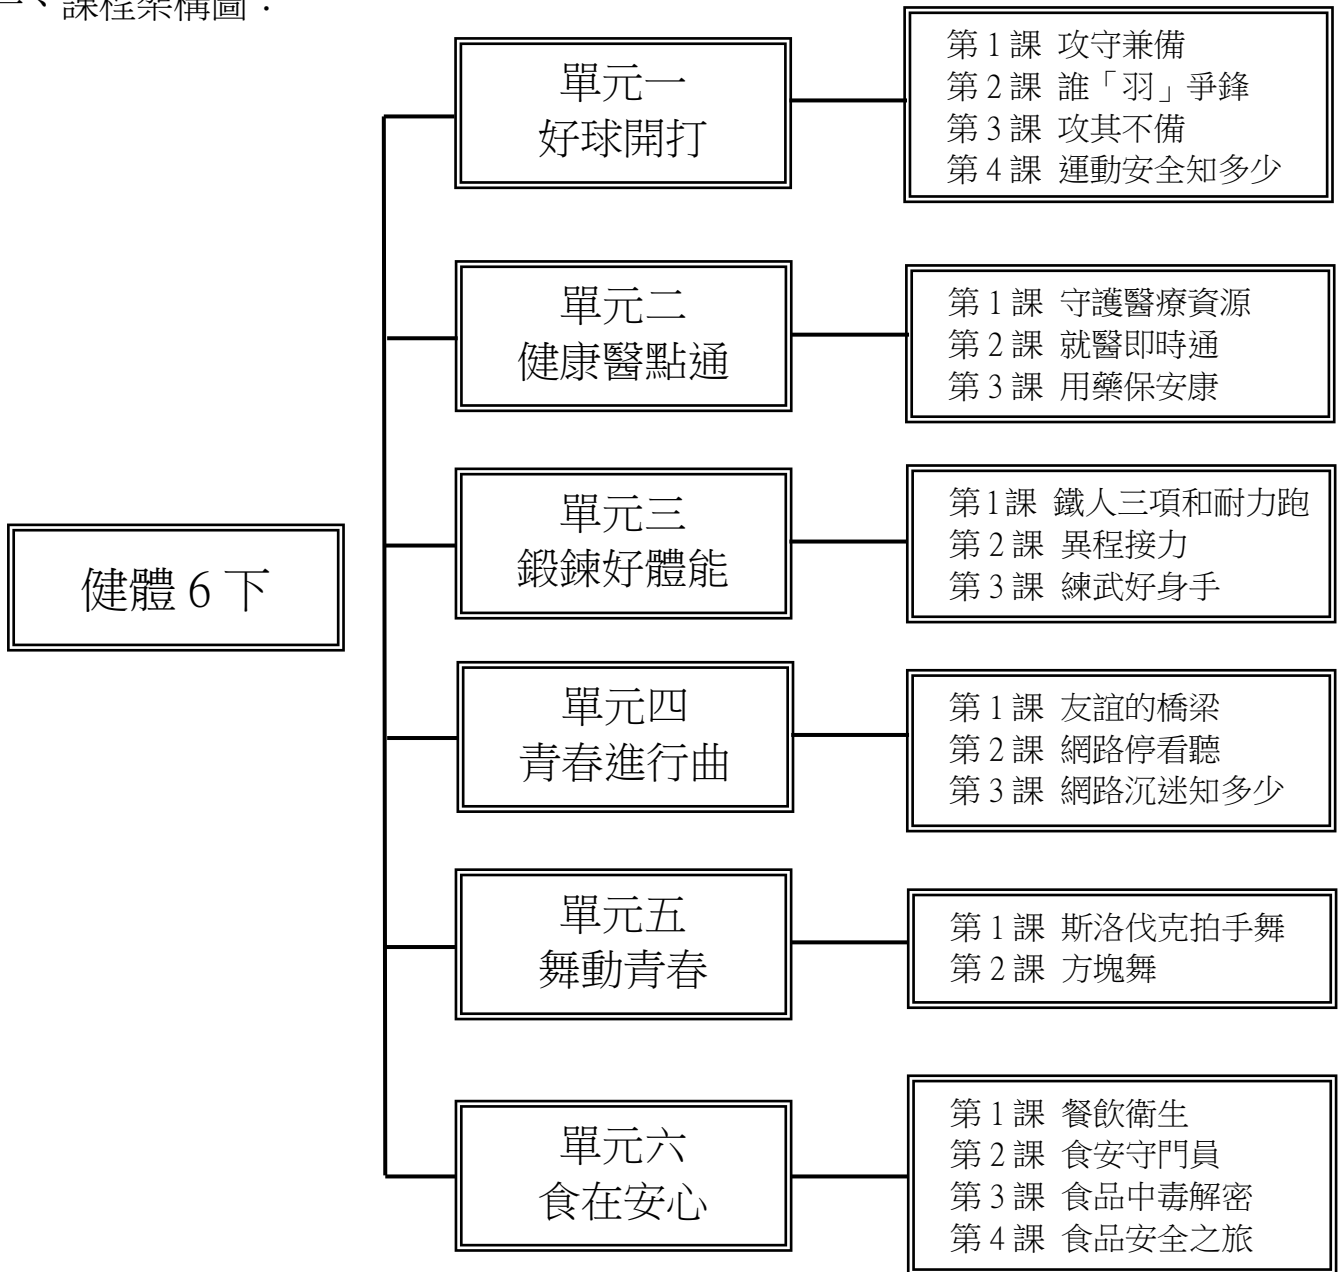 、課程架構圖：
單元一
好球開打
第 1 課 攻守兼備
第 2 課 誰「羽」爭鋒
第 3 課 攻其不備
第 4 課 運動安全知多少
單元二
健康醫點通
第 1 課 守護醫療資源
第 2 課 就醫即時通
第 3 課 用藥保安康
單元三
鍛鍊好體能
第 1 課 鐵人三項和耐力跑
第 2 課 異程接力
第 3 課 練武好身手
健體 6 下
單元四
青春進行曲
第 1 課 友誼的橋梁
第 2 課 網路停看聽
第 3 課 網路沉迷知多少
單元五
舞動青春
第 1 課 斯洛伐克拍手舞
第 2 課 方塊舞
單元六
食在安心
第 1 課 餐飲衛生
第 2 課 食安守門員
第 3 課 食品中毒解密
第 4 課 食品安全之旅